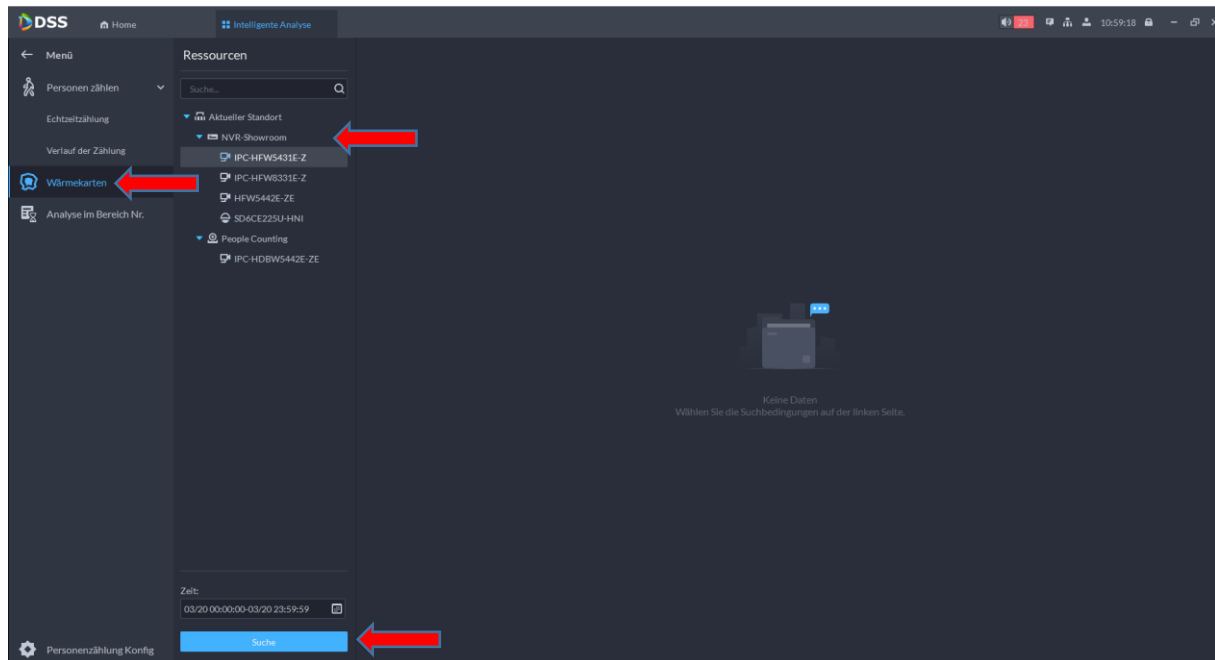 DSS
Home
Intelligente Analyse
23
10:59:18
Menü
Personen zählen
Echtzeitzählung
Verlauf der Zählung
Wärmekarten
Analyse im Bereich Nr.
Personenzählung Konfig
Ressourcen
Suche...
Aktueller Standort
NVR-Showroom
IPC-HFW5431E-Z
IPC-HFW8331E-Z
HFW5442E-ZE
SD6CE225U-HNI
People Counting
IPC-HDBW5442E-ZE
Zeit:
03/20 00:00:00-03/20 23:59:59
Suche
Keine Daten
Wählen Sie die Suchbedingungen auf der linken Seite.